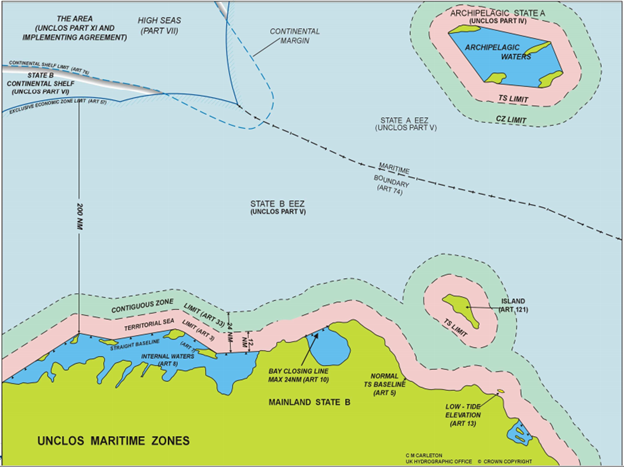 THE AREA
(UNCLOS PART XI AND
IMPLEMENTING AGREEMENT)
HIGH SEAS
(PART VII)
CONTINENTAL
MARGIN
ARCHIPELAGIC STATE A
(UNCLOS PART IV)
ARCHIPELAGIC
WATERS
TS LIMIT
CZ LIMIT
CONTINENTAL SHELF LIMIT (ART 76)
STATE B
CONTINENTAL SHELF
(UNCLOS PART VI)
EXCLUSIVE ECONOMIC ZONE LIMIT (ART 57)
STATE A EEZ
(UNCLOS PART V)
MARITIME
BOUNDARY
(ART 74)
200 NM
STATE B EEZ
(UNCLOS PART V)
CONTIGUOUS ZONE
LIMIT (ART 33)
24 NM
TERRITORIAL SEA
LIMIT (ART 3)
12
NM
STRAIGHT BASELINE
INTERNAL WATERS
(ART 8)
ISLAND
(ART 121)
TS LIMIT
BAY CLOSING LINE
MAX 24NM (ART 10)
NORMAL
TS BASELINE
(ART 5)
MAINLAND STATE B
LOW - TIDE
ELEVATION
(ART 13)
UNCLOS MARITIME ZONES
C M CARLETON
UK HYDROGRAPHIC OFFICE © CROWN COPYRIGHT